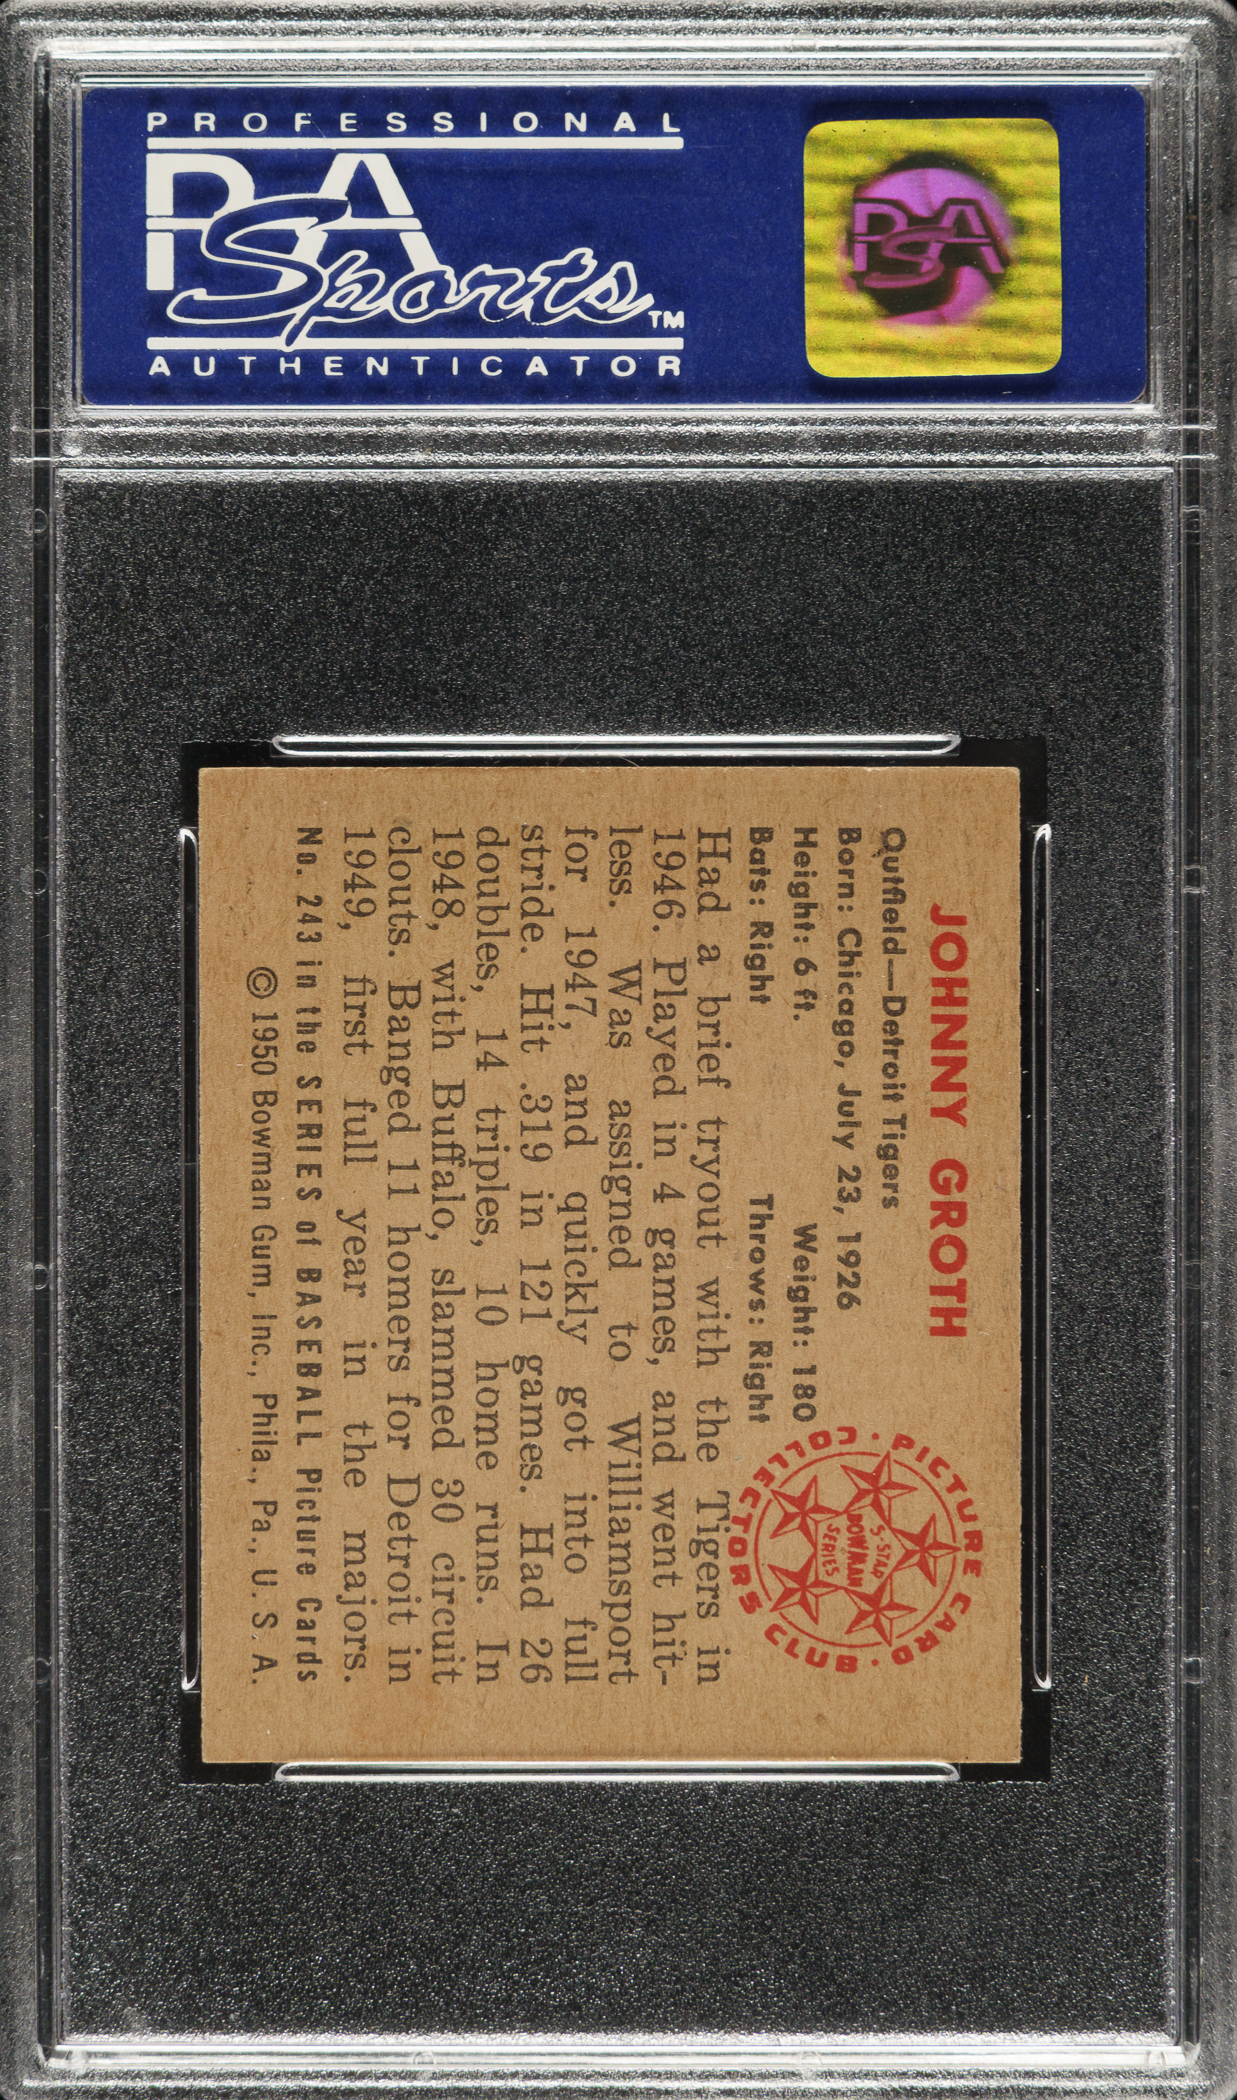 PROFESSIONAL
PSA
Sports™
AUTHENTICATOR
PSA
JOHNNY GROTH
Outfield—Detroit Tigers
Born: Chicago, July 23, 1926
Height: 6 ft. Weight: 180
Bats: Right Throws: Right
Had a brief tryout with the Tigers in
1946. Played in 4 games, and went hit-
less. Was assigned to Williamsport
for 1947, and quickly got into full
stride. Hit .319 in 121 games. Had 26
doubles, 14 triples, 10 home runs. In
1948, with Buffalo, slammed 30 circuit
clouts. Banged 11 homers for Detroit in
1949, first full year in the majors.
No. 243 in the SERIES of BASEBALL Picture Cards
© 1950 Bowman Gum, Inc., Phila., Pa., U. S. A.
· PICTURE CARD · COLLECTORS CLUB
5-STAR
BOWMAN
SERIES